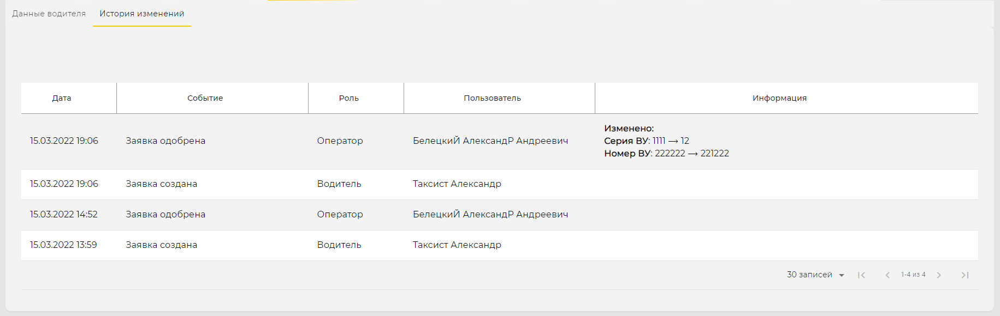 Данные водителя История изменений
Дата Событие Роль Пользователь Информация
Изменено:
15.03.2022 19:06 Заявка одобрена Оператор БелецкиЙ АлександР Андреевич Серия ВУ: 1111 → 12
Номер ВУ: 222222 → 221222
15.03.2022 19:06 Заявка создана Водитель Таксист Александр
15.03.2022 14:52 Заявка одобрена Оператор БелецкиЙ АлександР Андреевич
15.03.2022 13:59 Заявка создана Водитель Таксист Александр
30 записей 1-4 из 4